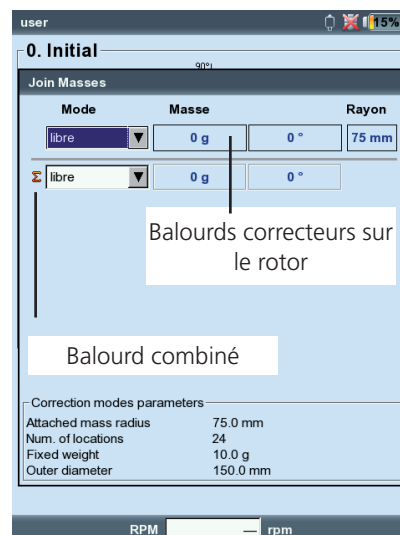 user 15%
0. Initial
90°
Join Masses
Mode Masse Rayon
libre 0 g 0 ° 75 mm
Σ libre 0 g 0 °
Balourds correcteurs sur
le rotor
Balourd combiné
Correction modes parameters
Attached mass radius 75.0 mm
Num. of locations 24
Fixed weight 10.0 g
Outer diameter 150.0 mm
RPM — rpm